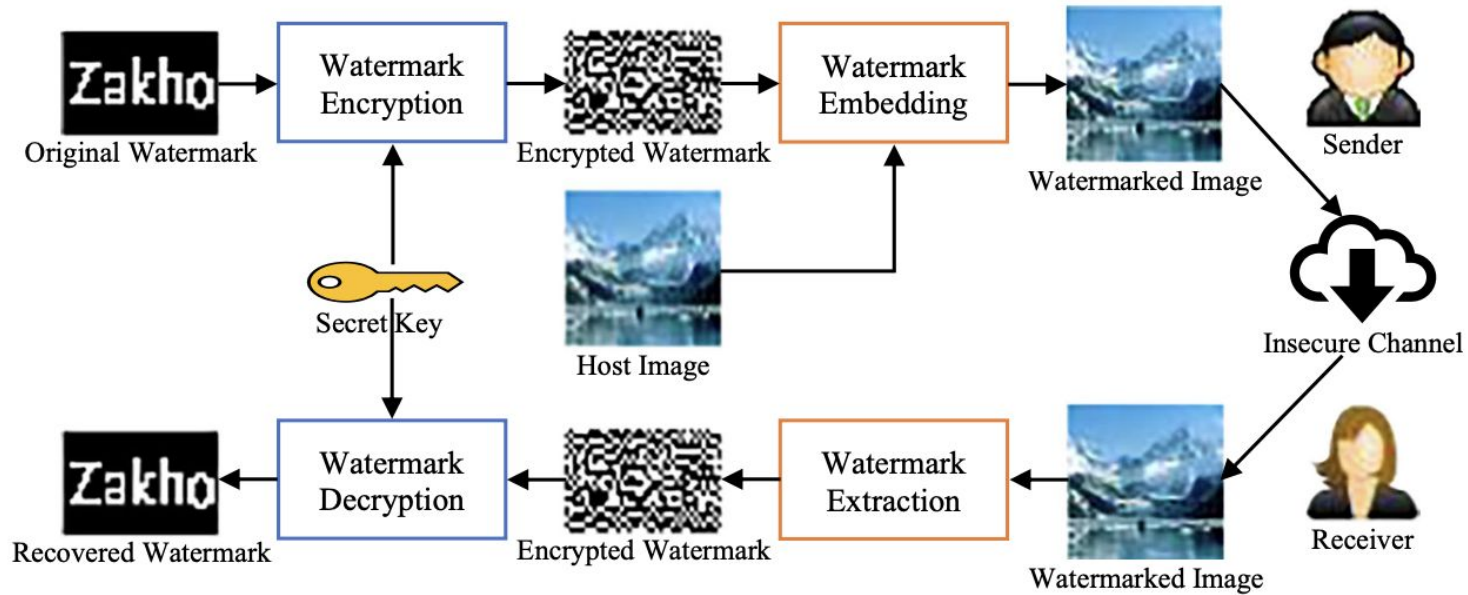 Zakho
Original Watermark
Watermark
Encryption
Encrypted Watermark
Watermark
Embedding
Watermarked Image
Sender
Secret Key
Host Image
Insecure Channel
Zakho
Recovered Watermark
Watermark
Decryption
Encrypted Watermark
Watermark
Extraction
Watermarked Image
Receiver